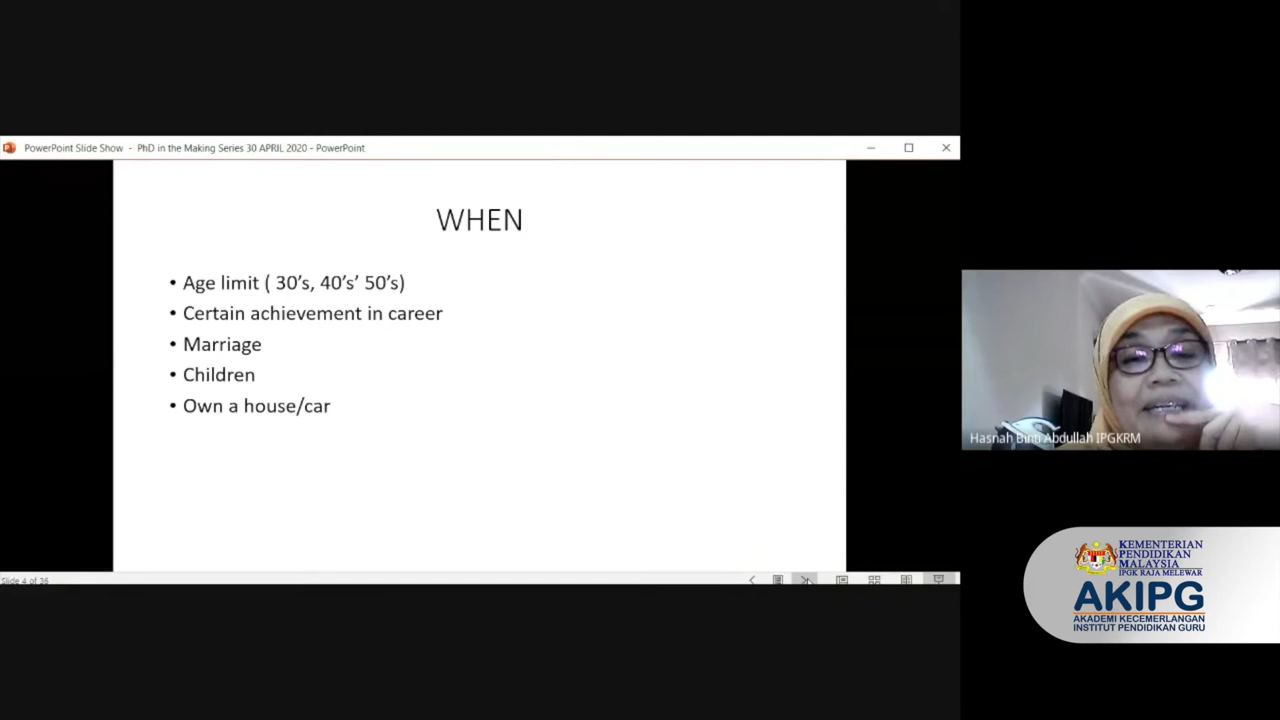 PowerPoint Slide Show - PhD in the Making Series 30 APRIL 2020 - PowerPoint
WHEN
• Age limit ( 30’s, 40’s’ 50’s)
• Certain achievement in career
• Marriage
• Children
• Own a house/car
Slide 4 of 36
Hasnah Binti Abdullah IPGKRM
KEMENTERIAN
PENDIDIKAN
MALAYSIA
IPGK RAJA MELEWAR
AKIPG
AKADEMI KECEMERLANGAN
INSTITUT PENDIDIKAN GURU